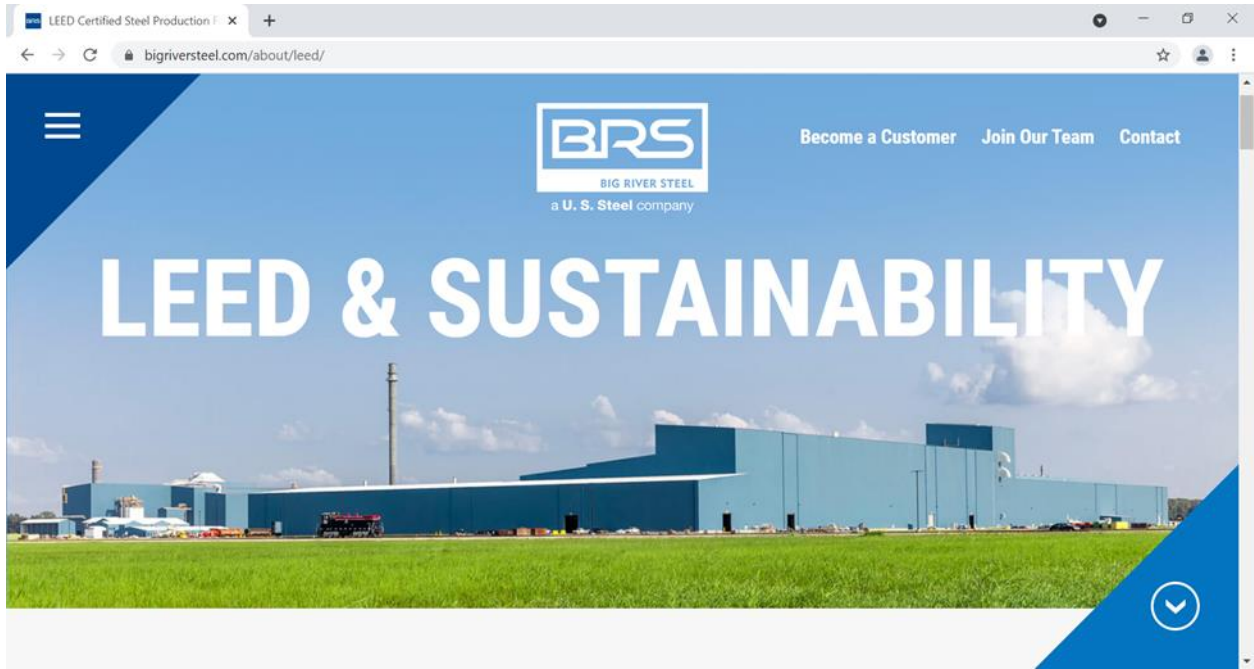 LEED Certified Steel Production F
bigriversteel.com/about/leed/
BRS
BIG RIVER STEEL
a U. S. Steel company
Become a Customer Join Our Team Contact
LEED & SUSTAINABILITY